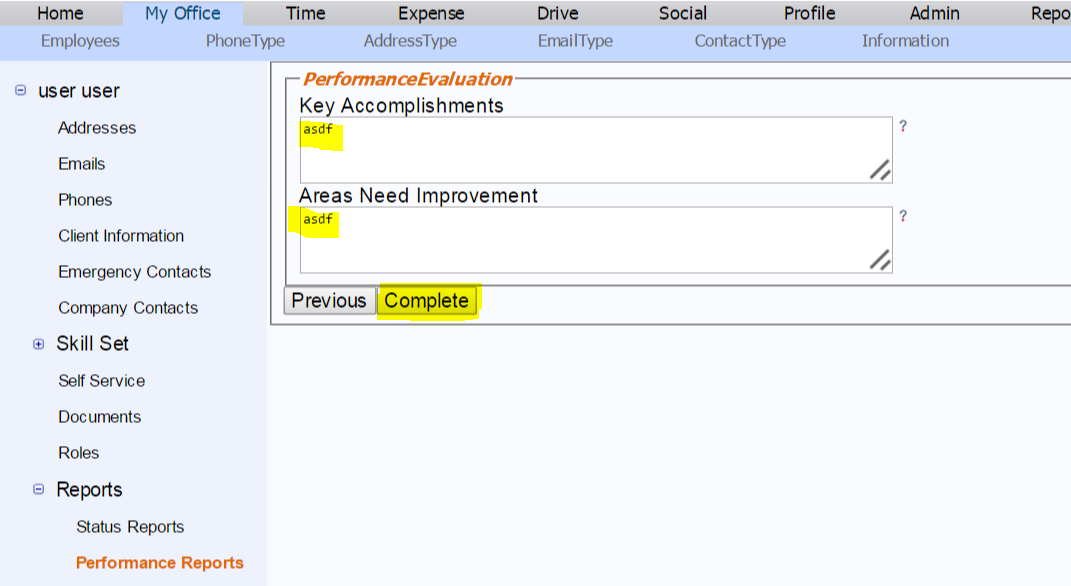 Home My Office Time Expense Drive Social Profile Admin Repo
Employees PhoneType AddressType EmailType ContactType Information
user user
Addresses
Emails
Phones
Client Information
Emergency Contacts
Company Contacts
Skill Set
Self Service
Documents
Roles
Reports
Status Reports
Performance Reports
PerformanceEvaluation
Key Accomplishments
asdf
?
Areas Need Improvement
asdf
?
Previous Complete